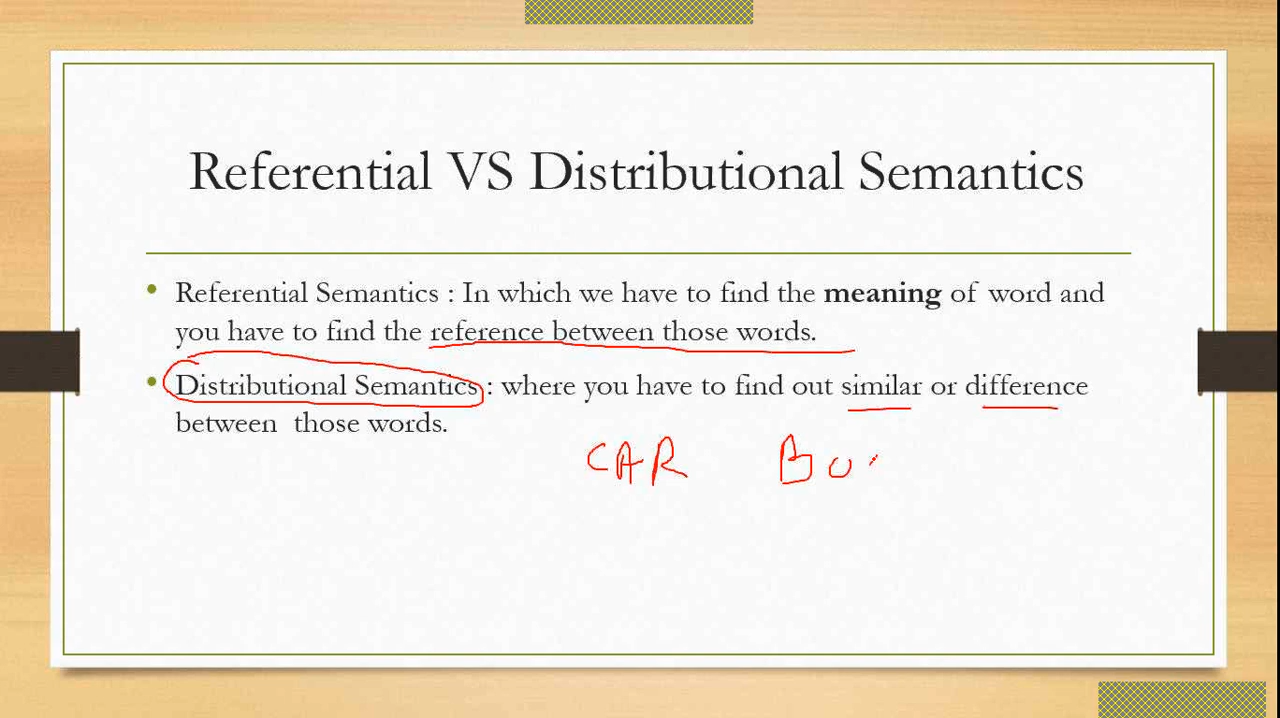 Referential VS Distributional Semantics
• Referential Semantics : In which we have to find the meaning of word and
you have to find the reference between those words.
• Distributional Semantics : where you have to find out similar or difference
between those words.
CAR